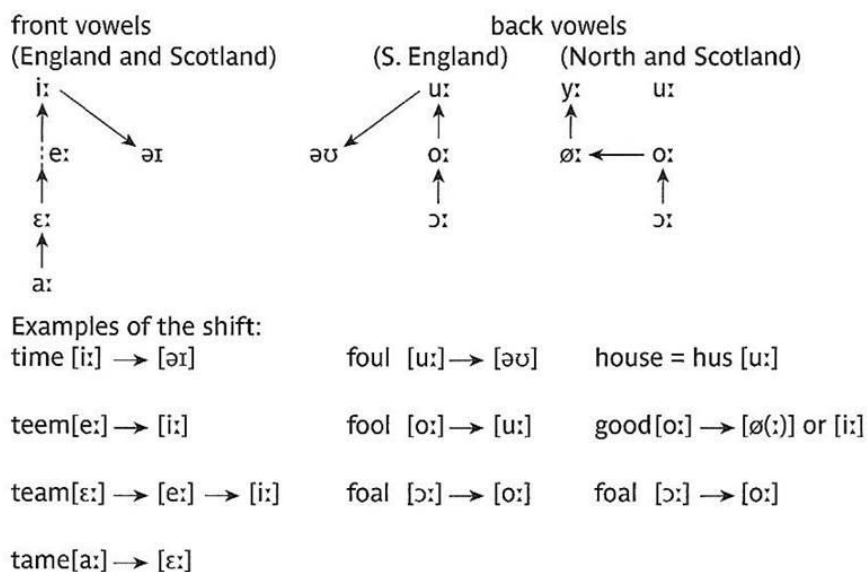 front vowels back vowels
(England and Scotland) (S. England) (North and Scotland)
iː uː yː uː
eː əɪ əʊ oː øː oː
ɛː ɔː ɔː
aː
Examples of the shift:
time [iː] → [əɪ] foul [uː] → [əʊ] house = hus [uː]
teem[eː] → [iː] fool [oː] → [uː] good[oː] → [ø(ː)] or [iː]
team[ɛː] → [eː] → [iː] foal [ɔː] → [oː] foal [ɔː] → [oː]
tame[aː] → [ɛː]